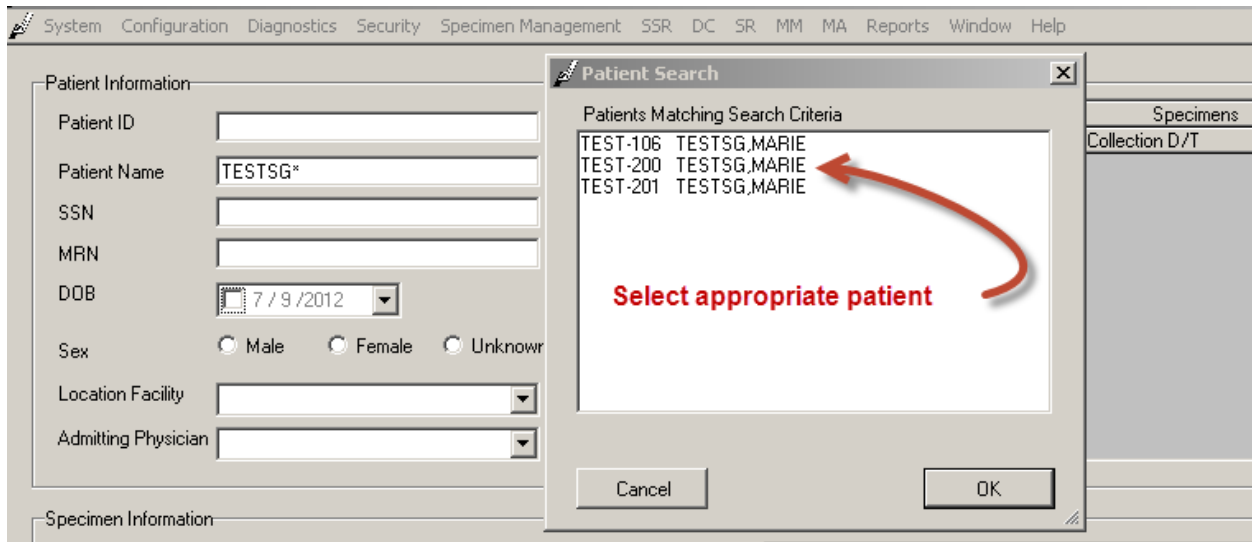 System Configuration Diagnostics Security Specimen Management SSR DC SR MM MA Reports Window Help
Patient Information
Patient ID
Patient Name TESTSG*
SSN
MRN
DOB 7 / 9 /2012
Sex Male Female Unknown
Location Facility
Admitting Physician
Specimen Information
Patient Search
Patients Matching Search Criteria
TEST-106 TESTSG,MARIE
TEST-200 TESTSG,MARIE
TEST-201 TESTSG,MARIE
Select appropriate patient
Cancel OK
Specimens
Collection D/T